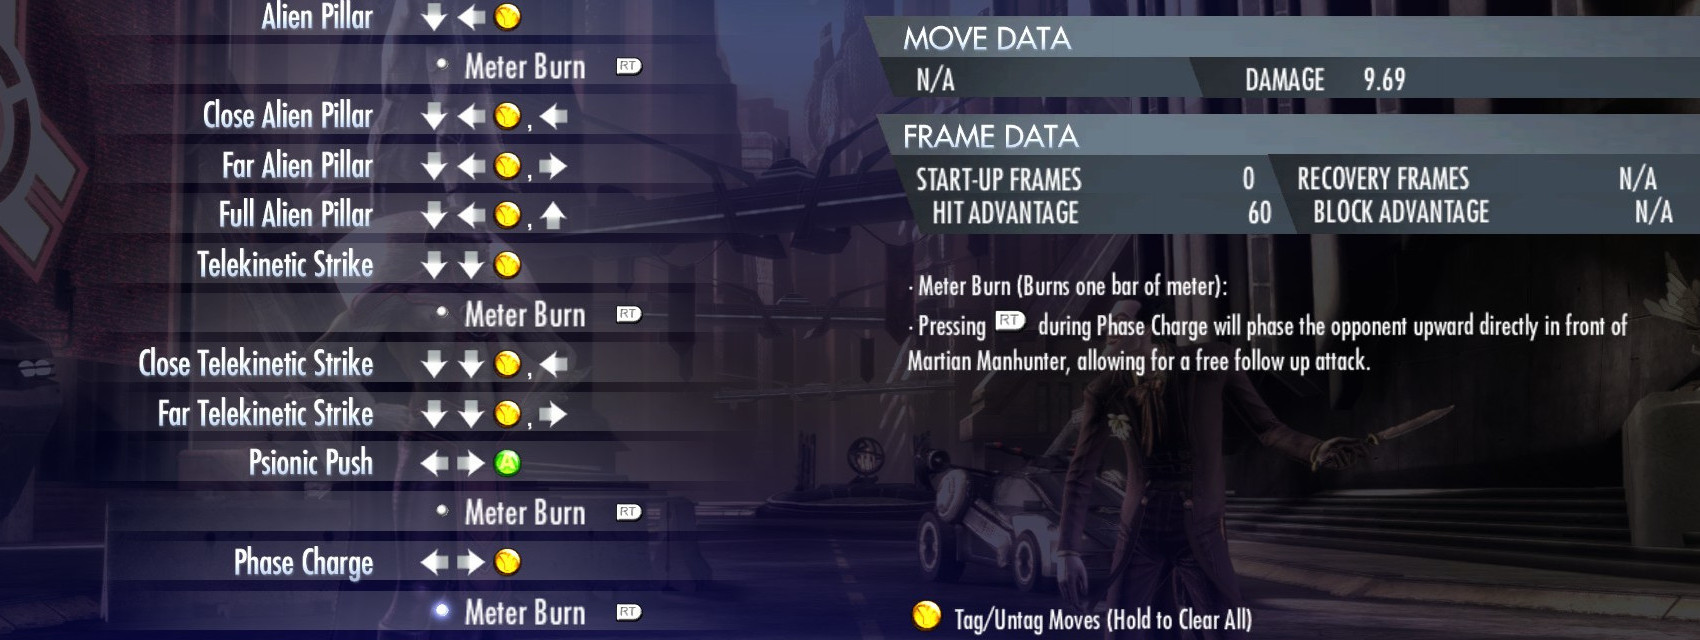 Alien Pillar
Meter Burn RT
Close Alien Pillar Y ,
Far Alien Pillar Y ,
Full Alien Pillar Y ,
Telekinetic Strike Y
Meter Burn RT
Close Telekinetic Strike Y ,
Far Telekinetic Strike Y ,
Psionic Push A
Meter Burn RT
Phase Charge Y
Meter Burn RT
MOVE DATA
N/A DAMAGE 9.69
FRAME DATA
START-UP FRAMES 0 RECOVERY FRAMES N/A
HIT ADVANTAGE 60 BLOCK ADVANTAGE N/A
· Meter Burn (Burns one bar of meter):
· Pressing RT during Phase Charge will phase the opponent upward directly in front of
Martian Manhunter, allowing for a free follow up attack.
Y Tag/Untag Moves (Hold to Clear All)